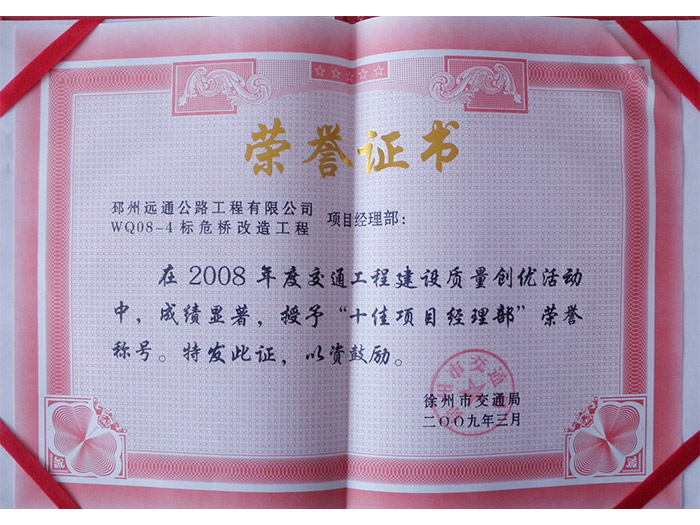 荣誉证书
邳州远通公路工程有限公司
WQ08-4标危桥改造工程
项目经理部：
在2008年度交通工程建设质量创优活动
中，成绩显著，授予“十佳项目经理部”荣誉
称号。特发此证，以资鼓励。
徐州市交通局
二〇〇九年三月